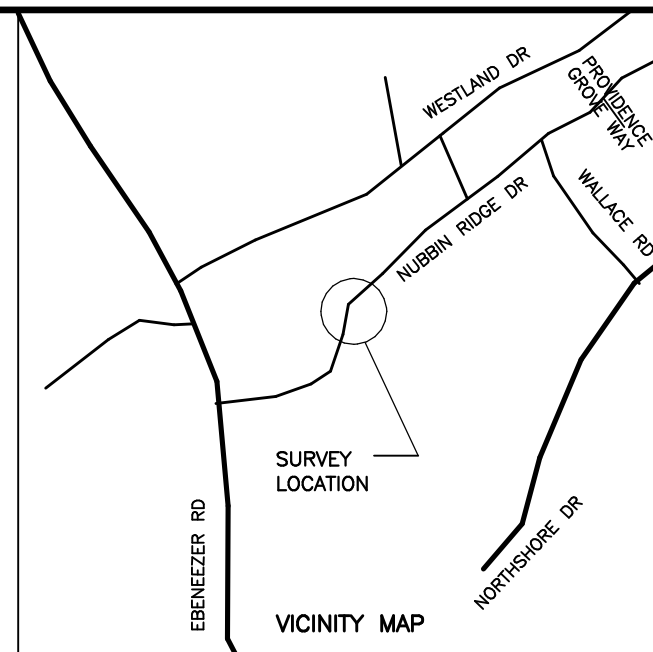 WESTLAND DR
PROVIDENCE
GROVE WAY
WALLACE RD
NUBBIN RIDGE DR
SURVEY
LOCATION
EBENEEZER RD
NORTHSHORE DR
VICINITY MAP